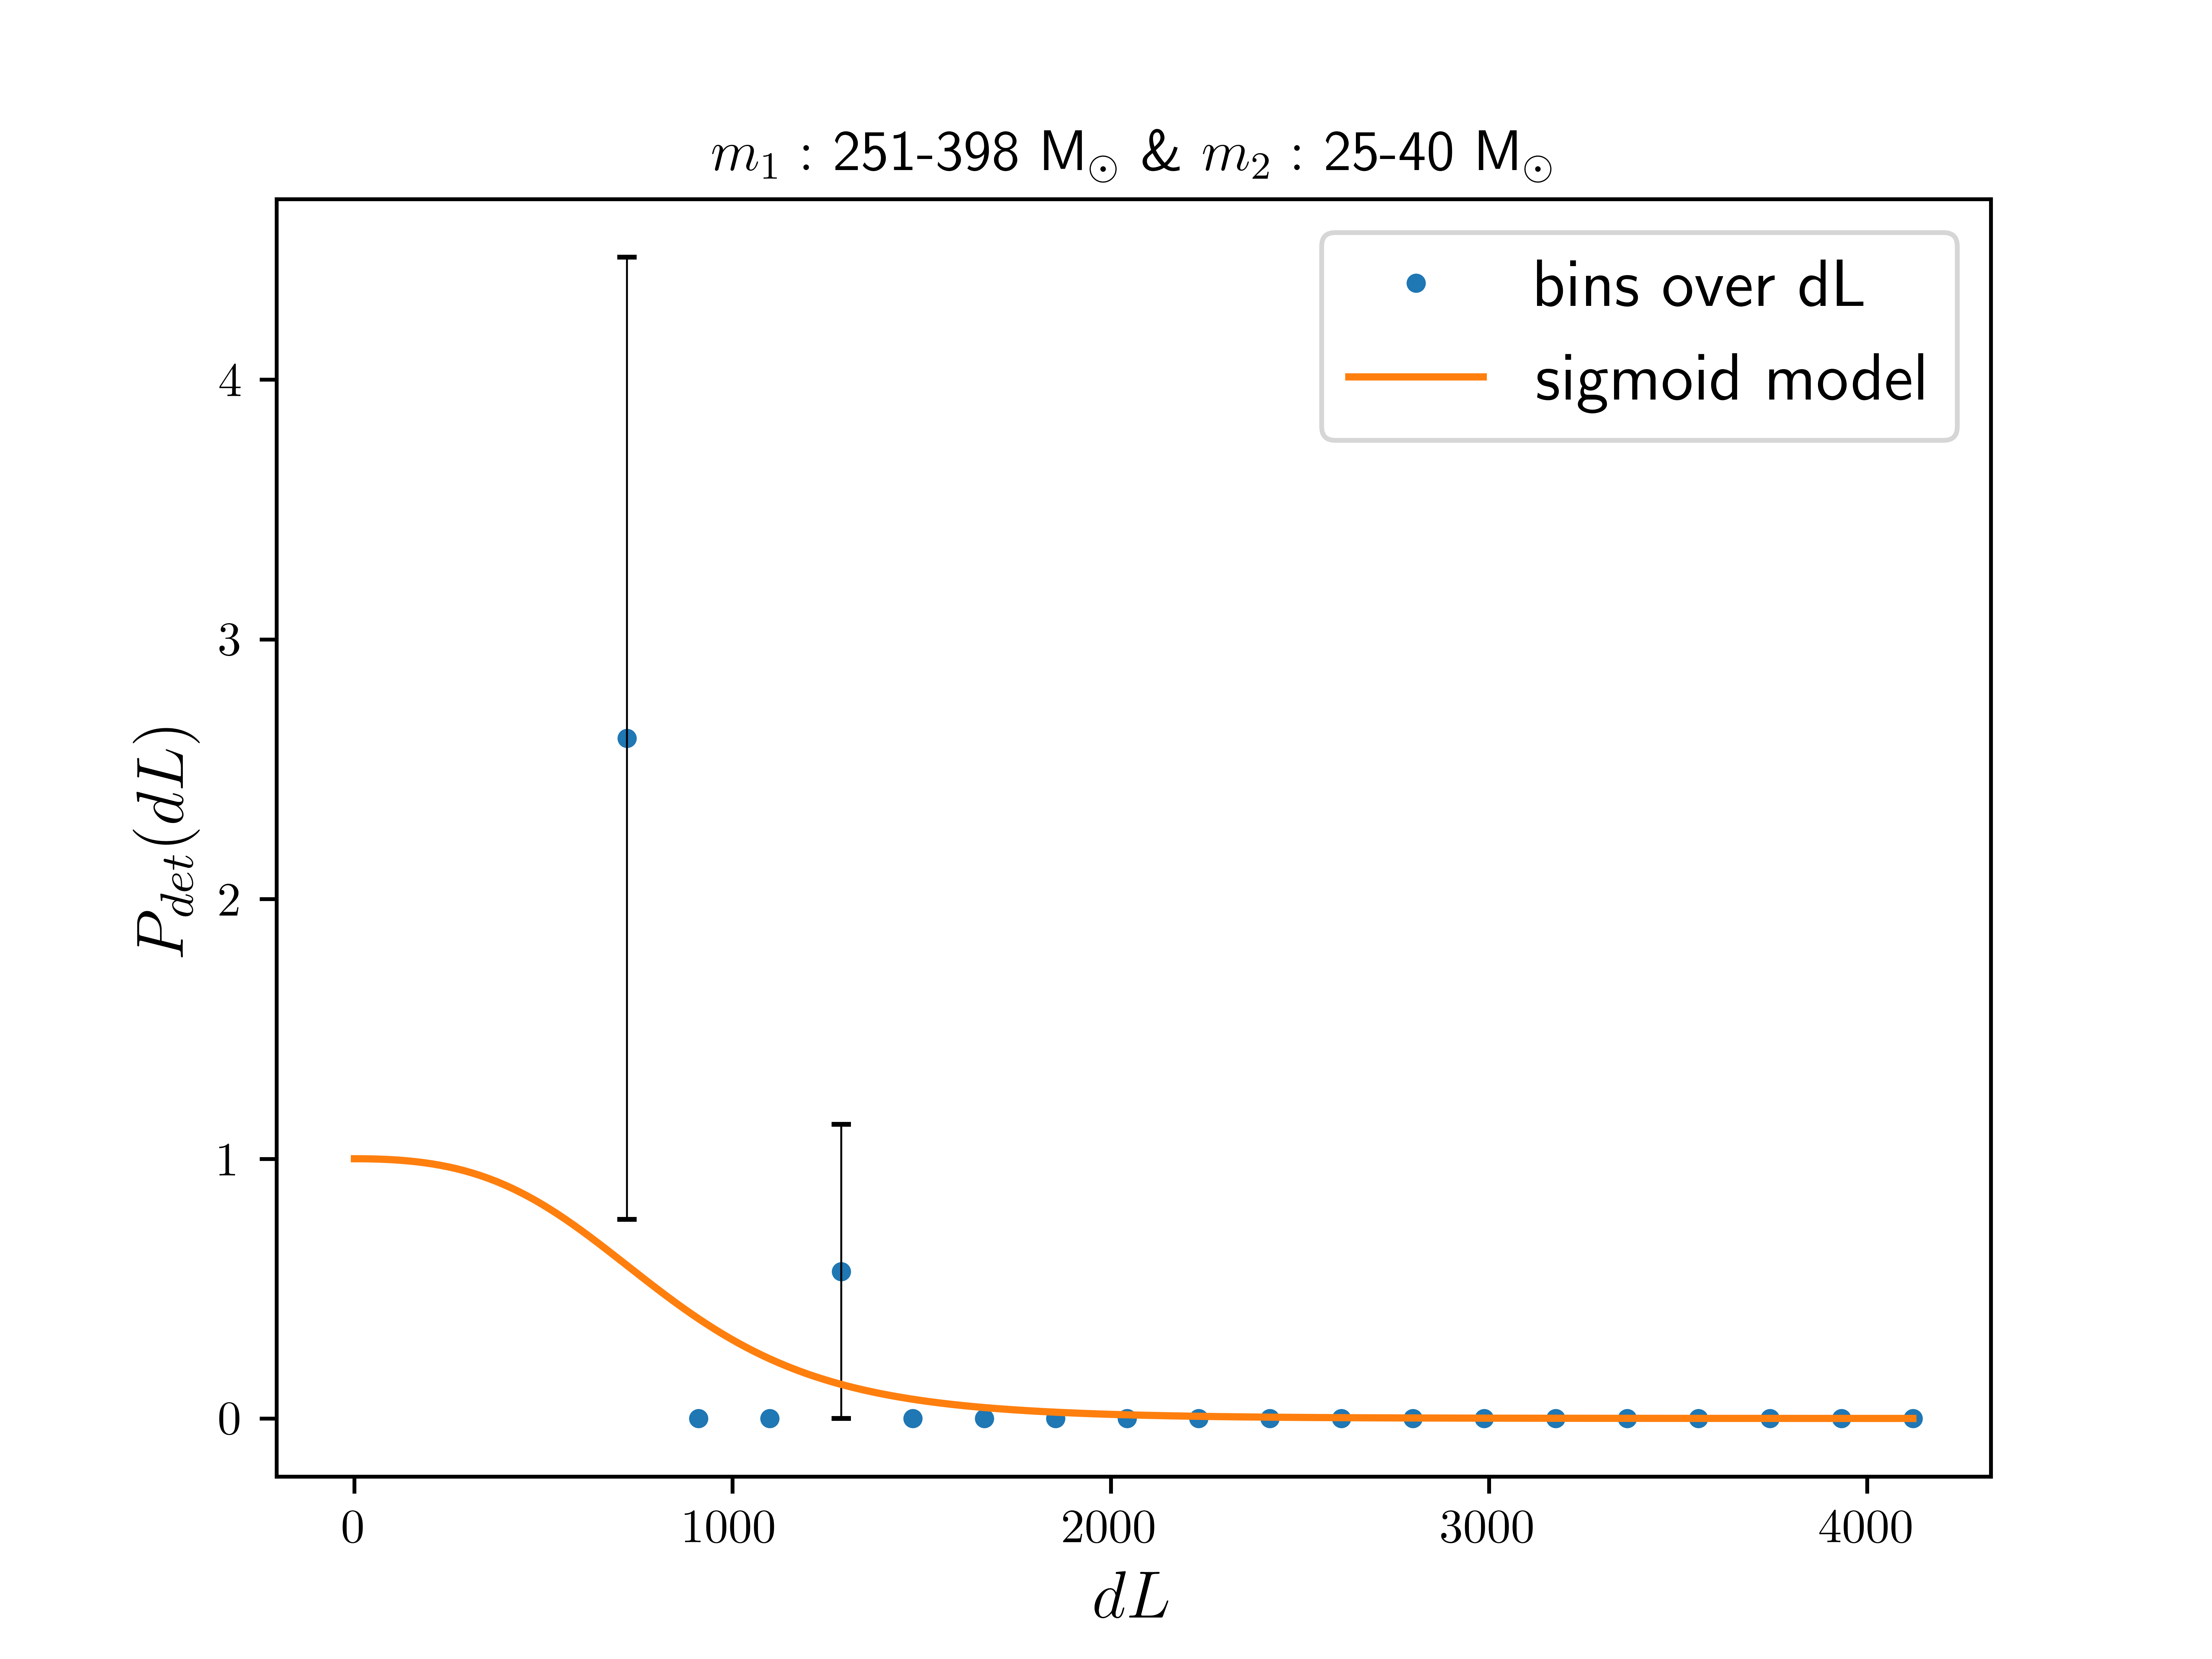 m₁ : 251-398 M⊙ & m₂ : 25-40 M⊙
bins over dL
sigmoid model
4
3
2
1
0
P_det(dL)
0 1000 2000 3000 4000
dL